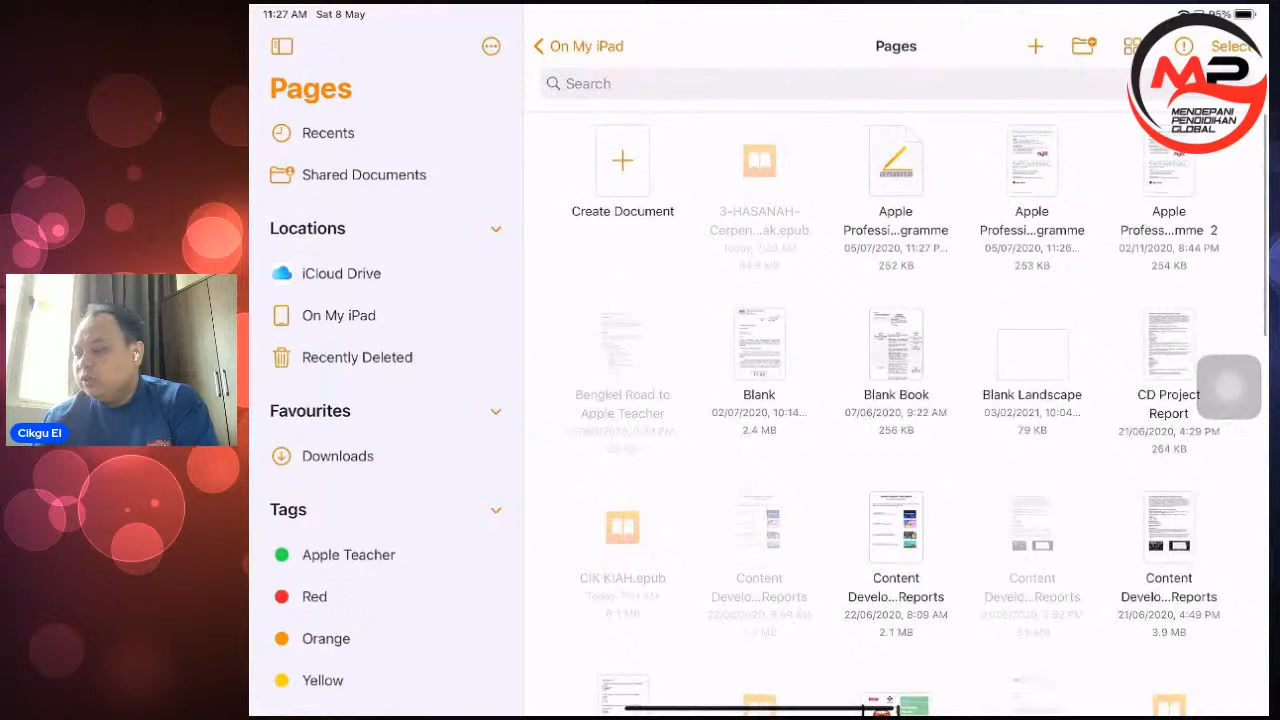 11:27 AM Sat 8 May
95%
Pages
Recents
Shared Documents
Locations
iCloud Drive
On My iPad
Recently Deleted
Favourites
Downloads
Tags
Apple Teacher
Red
Orange
Yellow
On My iPad
Pages
Select
Search
MP
MENDEPANI
PENDIDIKAN
GLOBAL
Create Document
3-HASANAH-
Cerpen...ak.epub
Apple
Professi...gramme
05/07/2020, 11:27 P...
252 KB
Apple
Professi...gramme
05/07/2020, 11:26...
253 KB
Apple
Profess...mme 2
02/11/2020, 8:44 PM
254 KB
Bengkel Road to
Apple Teacher
Blank
02/07/2020, 10:14...
2.4 MB
Blank Book
07/06/2020, 9:22 AM
256 KB
Blank Landscape
03/02/2021, 10:04...
79 KB
CD Project
Report
21/06/2020, 4:29 PM
264 KB
CIK KIAH.epub
Content
Develo...Reports
Content
Develo...Reports
22/06/2020, 8:09 AM
2.1 MB
Content
Develo...Reports
Content
Develo...Reports
21/06/2020, 4:49 PM
3.9 MB
Cikgu El